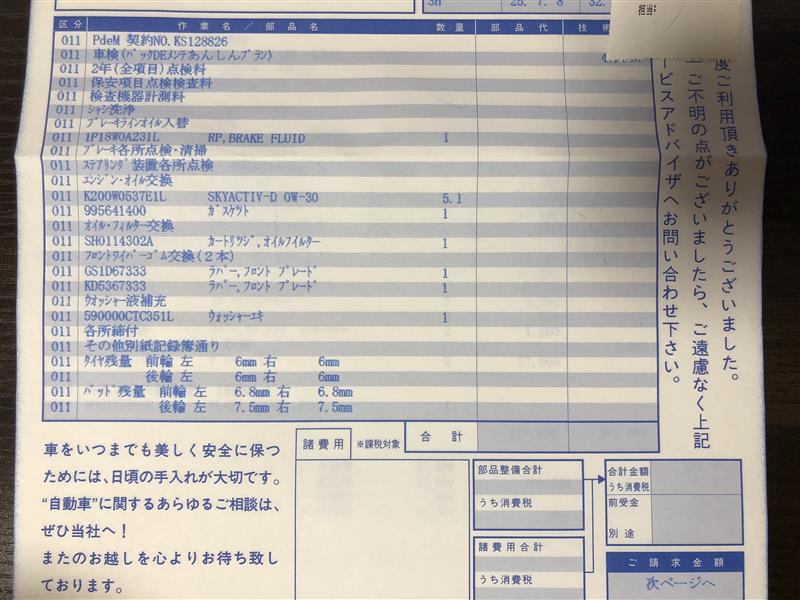 担当:
区分 作業名／部品名 数量 部品代 技術
011 PdeM 契約NO.KS128826
011 車検(パックDEメンテあんしんプラン)
011 2年(全項目)点検料
011 保安項目点検検査料
011 検査機器計測料
011 シャシ洗浄
011 ブレーキラインオイル入替
011 1P18W0A231L RP,BRAKE FLUID 1
011 ブレーキ各所点検・清掃
011 ステアリング装置各所点検
011 エンジン・オイル交換
011 K200W0537E1L SKYACTIV-D 0W-30 5.1
011 995641400 ガスケツト 1
011 オイル・フィルター交換
011 SH0114302A カートリツジ,オイルフイルター 1
011 フロントワイパーゴム交換(2本)
011 GS1D67333 ラバー,フロント ブレード 1
011 KD5367333 ラバー,フロント ブレード 1
011 ウオッシャー液補充
011 590000CTC351L ウォッシャーエキ 1
011 各所締付
011 その他別紙記録簿通り
011 タイヤ残量 前輪 左 6mm 右 6mm
011 後輪 左 6mm 右 6mm
011 パッド残量 前輪 左 6.8mm 右 6.8mm
011 後輪 左 7.5mm 右 7.5mm
度ご利用頂きありがとうございました。
ご不明の点がございましたら、ご遠慮なく上記
ービスアドバイザへお問い合わせ下さい。
合計
諸費用 ※課税対象
車をいつまでも美しく安全に保つ
ためには、日頃の手入れが大切です。
“自動車”に関するあらゆるご相談は、
ぜひ当社へ!
またのお越しを心よりお待ち致し
ております。
部品整備合計
うち消費税
諸費用合計
うち消費税
合計金額
うち消費税
前受金
別途
ご請求金額
次ページへ